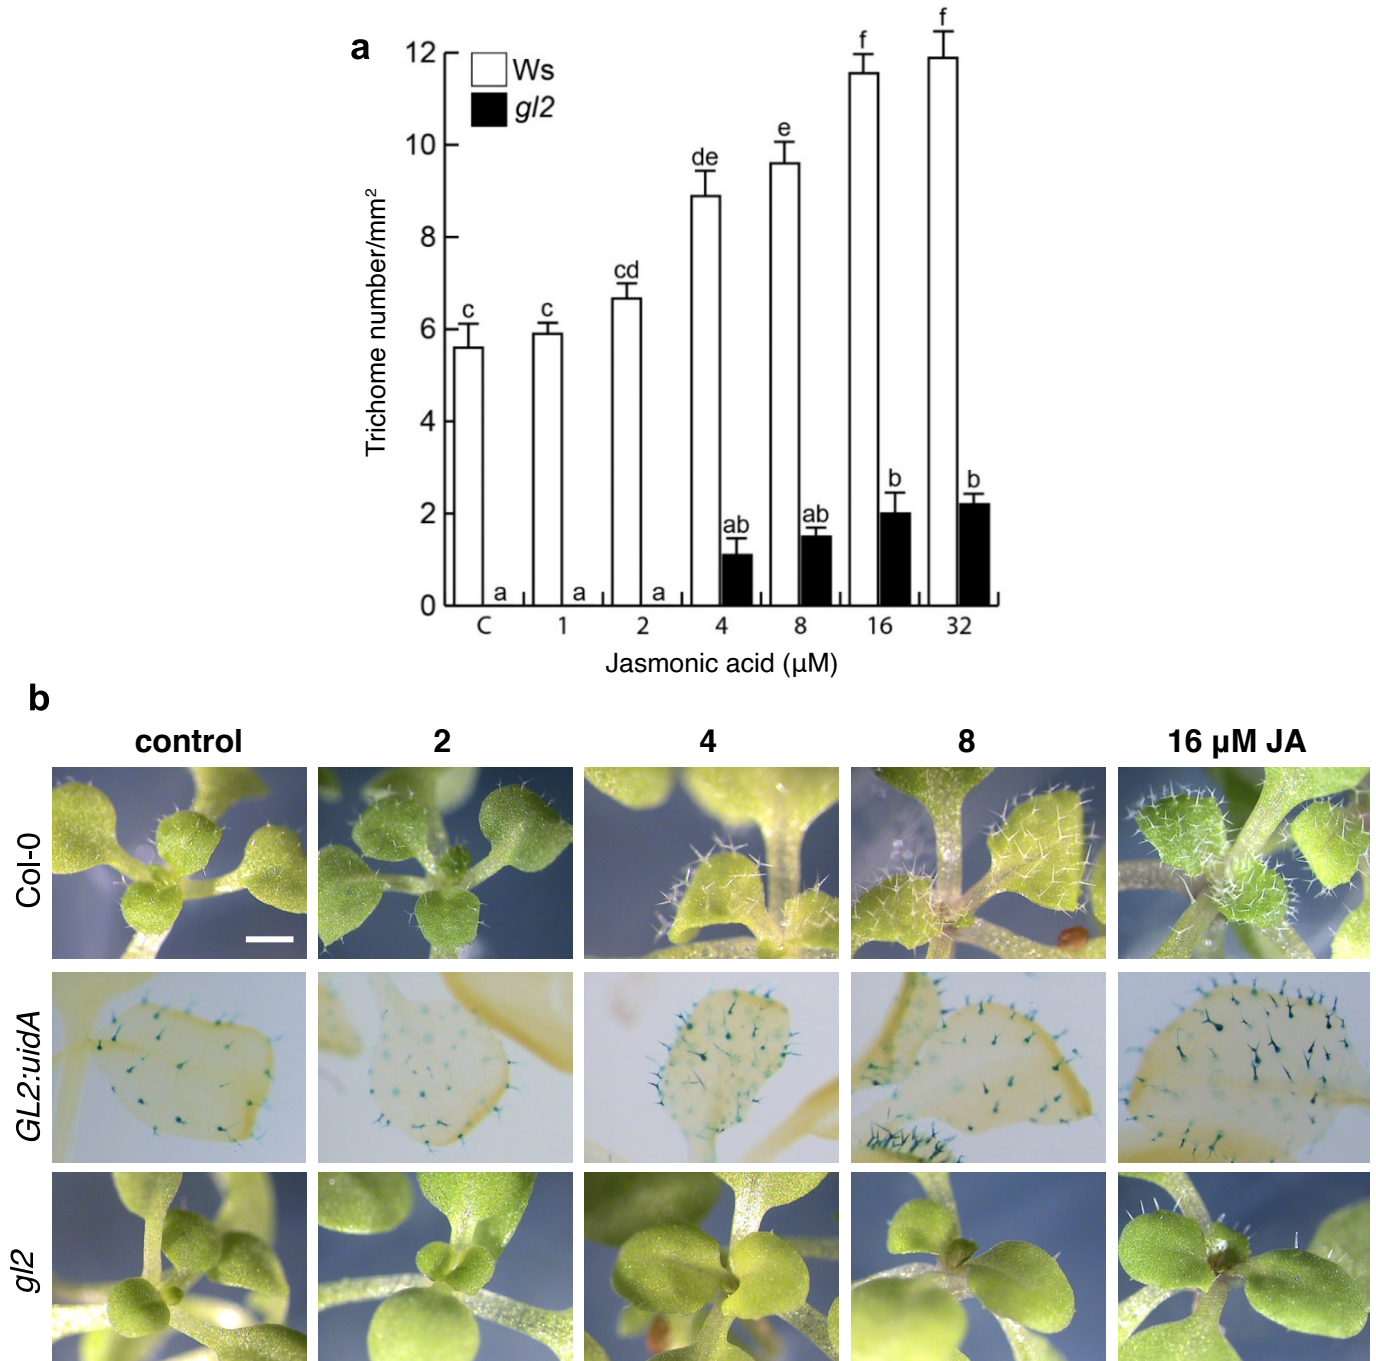 a
12
10
8
6
4
2
0
Trichome number/mm²
Ws
gl2
c
a
c
a
cd
a
de
ab
e
ab
f
b
f
b
C 1 2 4 8 16 32
Jasmonic acid (µM)
b
control 2 4 8 16 µM JA
Col-0
GL2:uidA
gl2